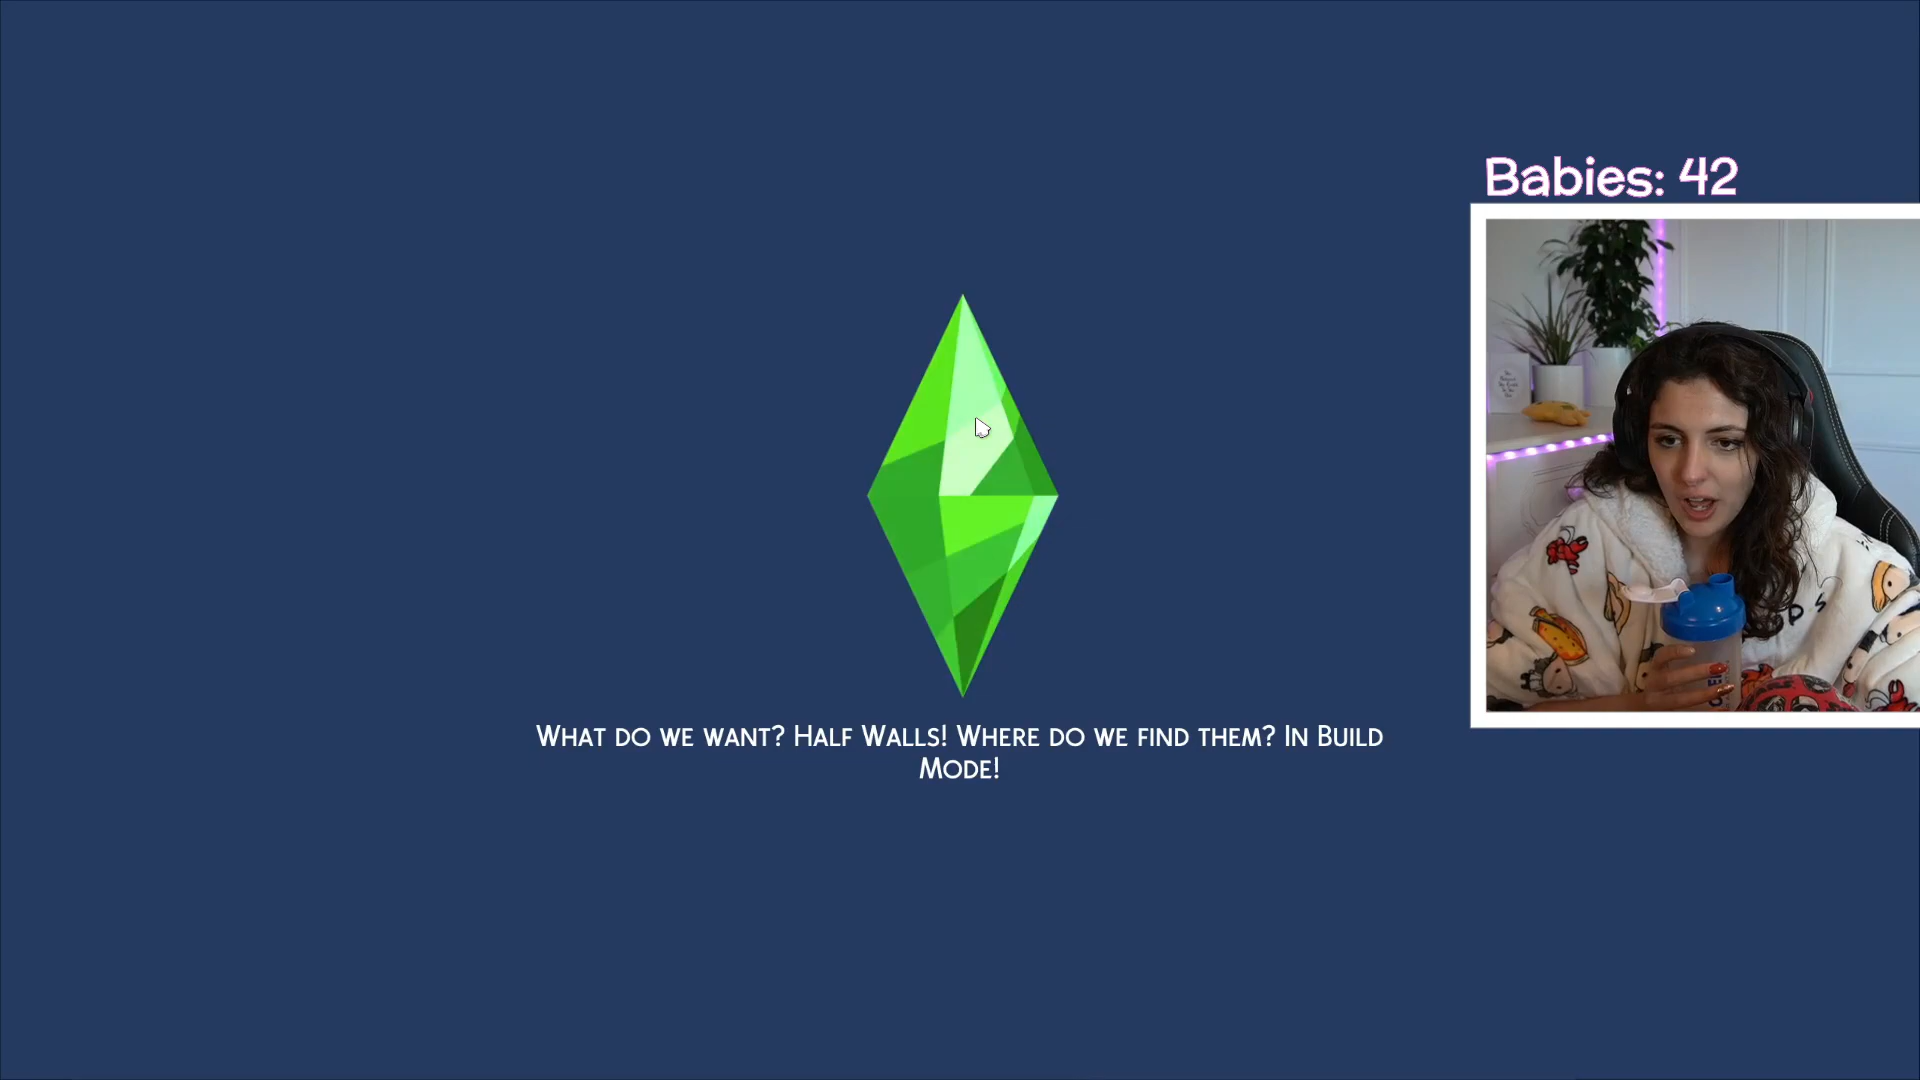 Babies: 42
What do we want? Half Walls! Where do we find them? In Build
Mode!